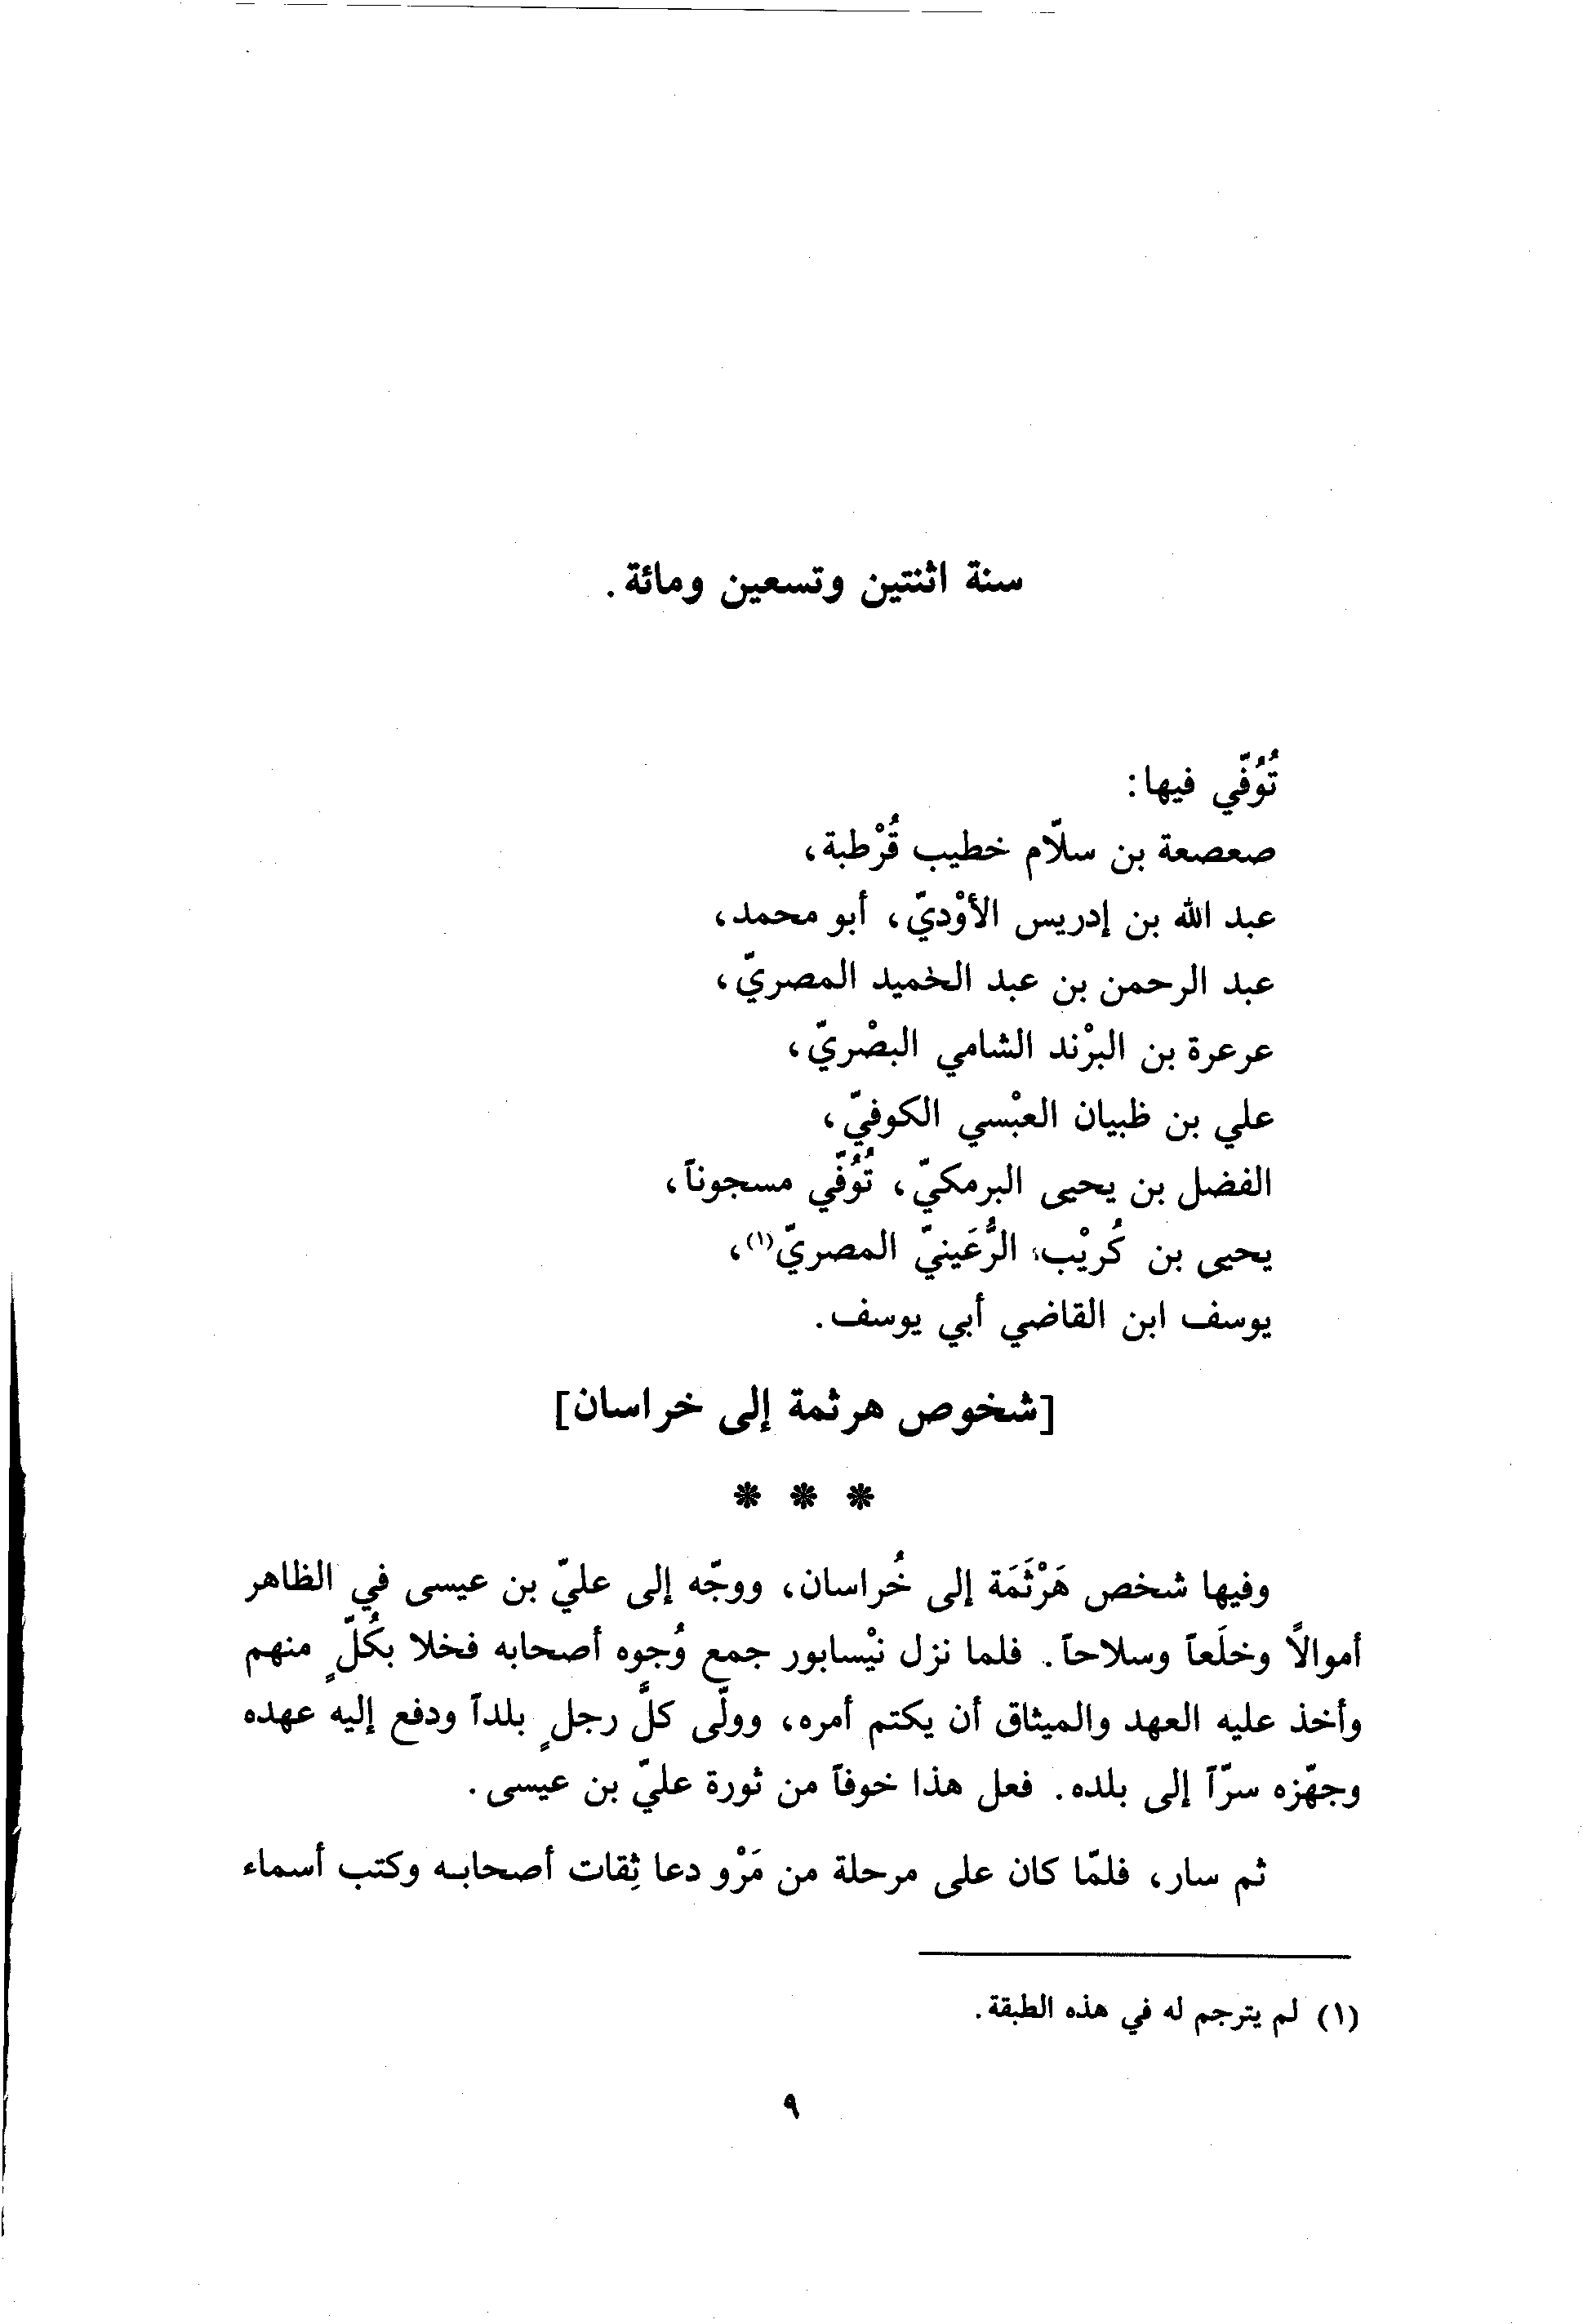 سنة اثنتين وتسعين ومائة.
تُوُفّي فيها:
صعصعة بن سلّام خطيب قُرْطبة،
عبد الله بن إدريس الأوْديّ، أبو محمد،
عبد الرحمن بن عبد الخميد المصريّ،
عرعرة بن البرْند الشامي البصْريّ،
علي بن ظبيان العبْسي الكوفيّ،
الفضل بن يحيى البرمكيّ، تُوُفّي مسجوناً،
يحيى بن كُريْب، الرُّعَينيّ المصريّ(١)،
يوسف ابن القاضي أبي يوسف.
[شخوص هرثمة إلى خراسان]
* * *
وفيها شخص هَرْثَمَة إلى خُراسان، ووجّه إلى عليّ بن عيسى في الظاهر
أموالاً وخلَعاً وسلاحاً. فلما نزل نيْسابور جمع وُجوه أصحابه فخلا بكُلّ منهم
وأخذ عليه العهد والميثاق أن يكتم أمره، وولّى كلَّ رجلٍ بلداً ودفع إليه عهده
وجهّزه سرّاً إلى بلده. فعل هذا خوفاً من ثورة عليّ بن عيسى.
ثم سار، فلمّا كان على مرحلة من مَرْو دعا ثِقات أصحابه وكتب أسماء
(١) لم يترجم له في هذه الطبقة.
٩